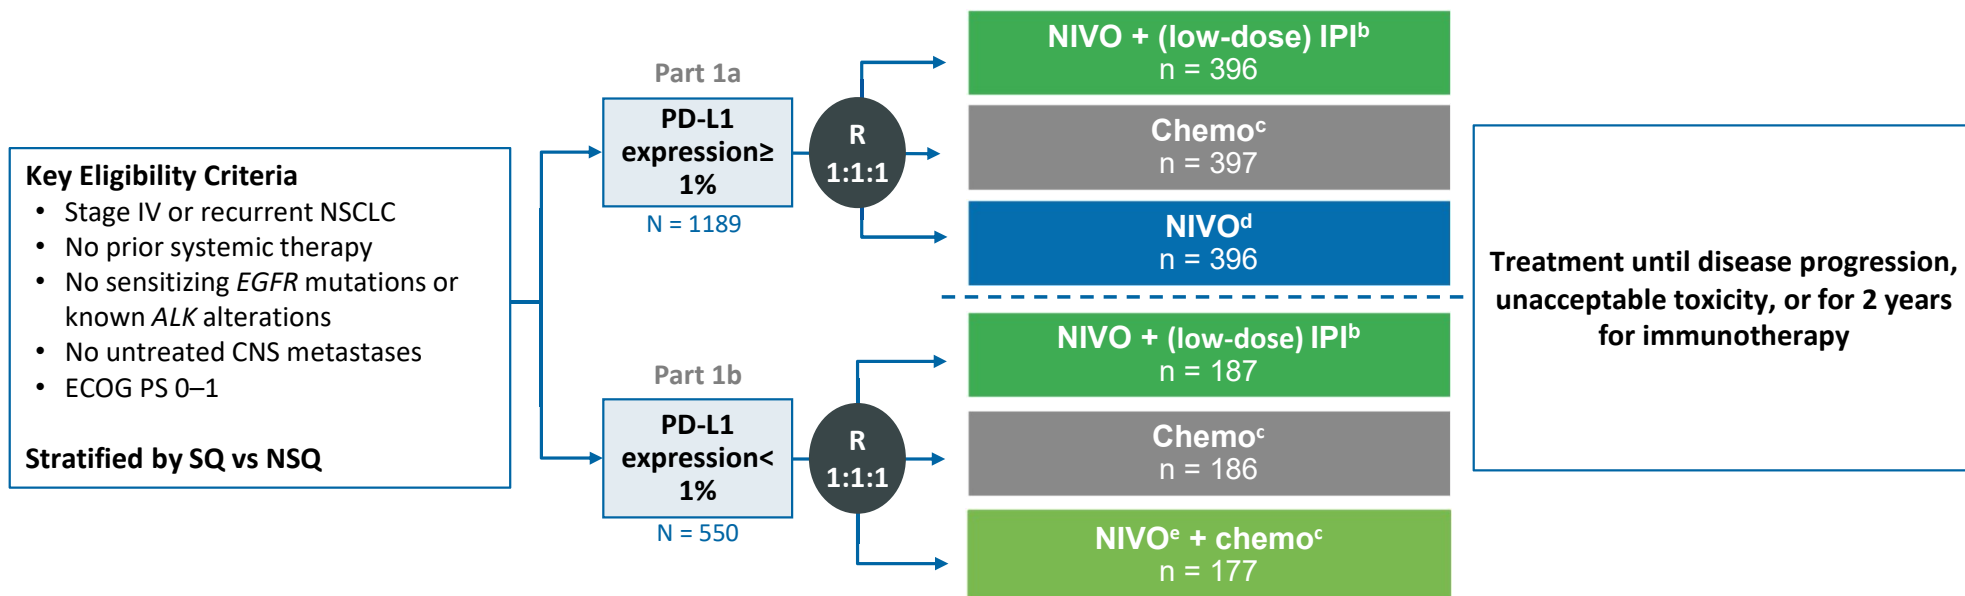 Key Eligibility Criteria
• Stage IV or recurrent NSCLC
• No prior systemic therapy
• No sensitizing EGFR mutations or
known ALK alterations
• No untreated CNS metastases
• ECOG PS 0–1
Stratified by SQ vs NSQ
Part 1a
PD-L1
expression≥
1%
N = 1189
R
1:1:1
NIVO + (low-dose) IPIᵇ
n = 396
Chemoᶜ
n = 397
NIVOᵈ
n = 396
Part 1b
PD-L1
expression<
1%
N = 550
R
1:1:1
NIVO + (low-dose) IPIᵇ
n = 187
Chemoᶜ
n = 186
NIVOᵉ + chemoᶜ
n = 177
Treatment until disease progression,
unacceptable toxicity, or for 2 years
for immunotherapy